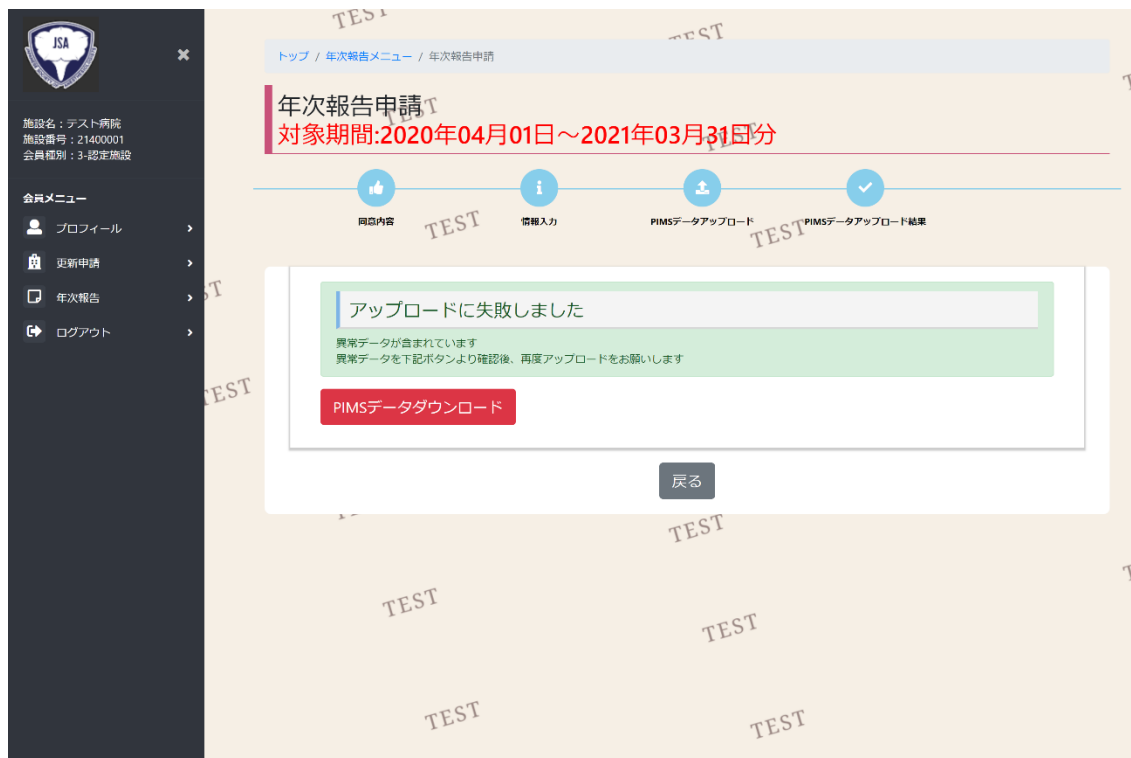 JSA
施設名：テスト病院
施設番号：21400001
会員種別：3-認定施設
会員メニュー
プロフィール
更新申請
年次報告
ログアウト
トップ / 年次報告メニュー / 年次報告申請
年次報告申請
対象期間:2020年04月01日～2021年03月31日分
同意内容
情報入力
PIMSデータアップロード
PIMSデータアップロード結果
アップロードに失敗しました
異常データが含まれています
異常データを下記ボタンより確認後、再度アップロードをお願いします
PIMSデータダウンロード
戻る
TEST
TEST
TEST
TEST
TEST
TEST
TEST
TEST
TEST
TEST
TEST
TEST
TEST